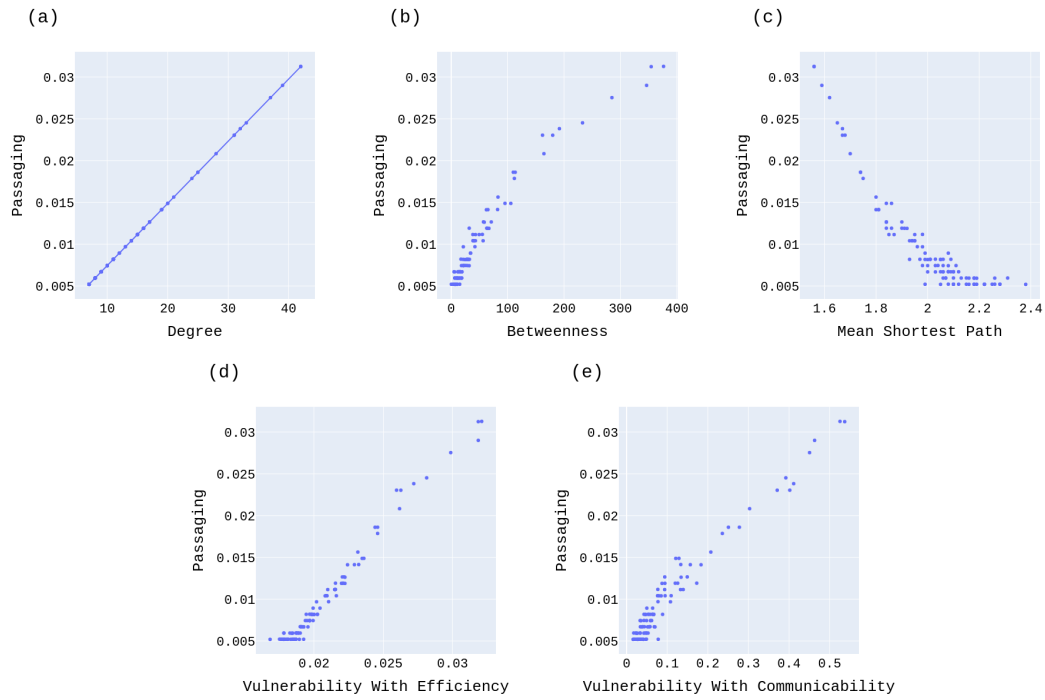 (a)
(b)
(c)
0.03
0.025
0.02
0.015
0.01
0.005
Passaging
10 20 30 40
Degree
0.03
0.025
0.02
0.015
0.01
0.005
Passaging
0 100 200 300 400
Betweenness
0.03
0.025
0.02
0.015
0.01
0.005
Passaging
1.6 1.8 2 2.2 2.4
Mean Shortest Path
(d)
(e)
0.03
0.025
0.02
0.015
0.01
0.005
Passaging
0.02 0.025 0.03
Vulnerability With Efficiency
0.03
0.025
0.02
0.015
0.01
0.005
Passaging
0 0.1 0.2 0.3 0.4 0.5
Vulnerability With Communicability